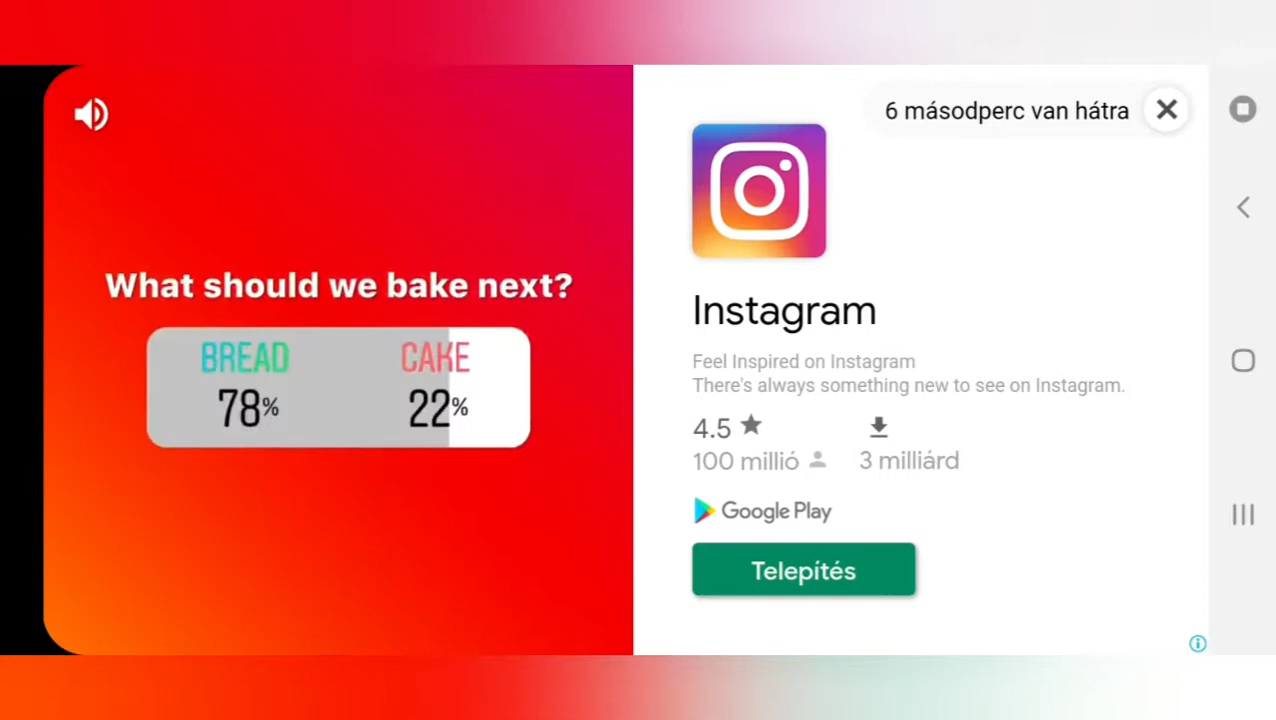 What should we bake next?
BREAD CAKE
78% 22%
6 másodperc van hátra
Instagram
Feel Inspired on Instagram
There's always something new to see on Instagram.
4.5
100 millió 3 milliárd
Google Play
Telepítés